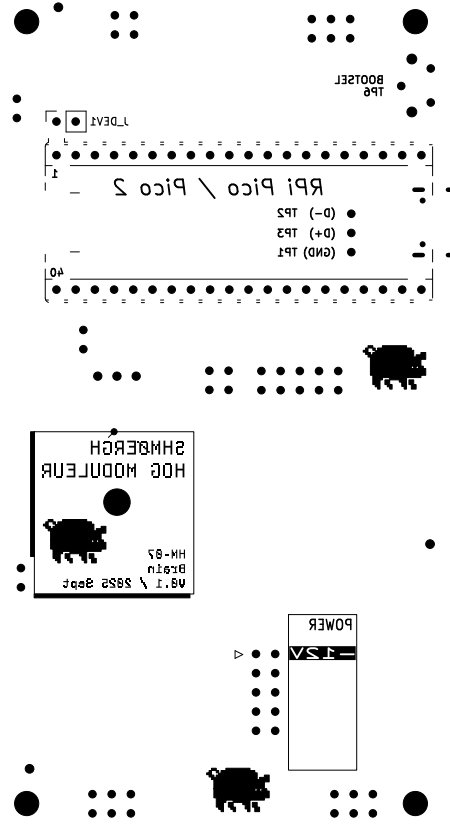 BOOTSEL
TP6
J_DEV1
1
RPi Pico / Pico 2
TP2 (D-)
TP3 (D+)
TP1 (GND)
40
SHMØERGH
HOG MODULEUR
HM-07
Brain
V0.1 / 2025 Sept
POWER
-12V